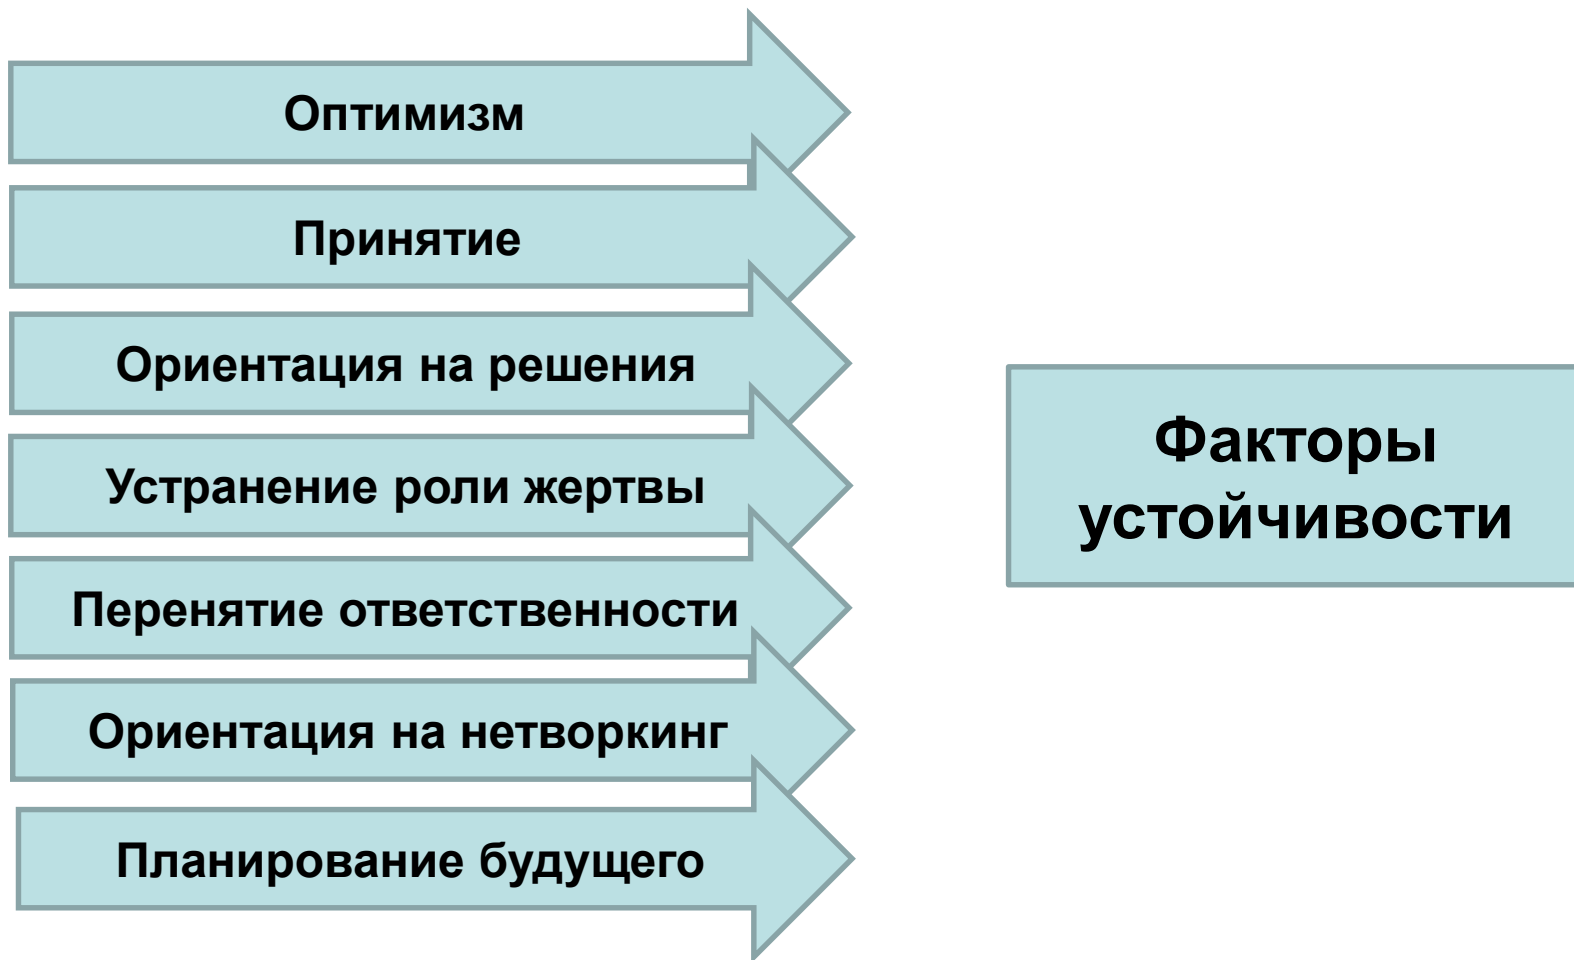 Оптимизм
Принятие
Ориентация на решения
Устранение роли жертвы
Перенятие ответственности
Ориентация на нетворкинг
Планирование будущего
Факторы
устойчивости